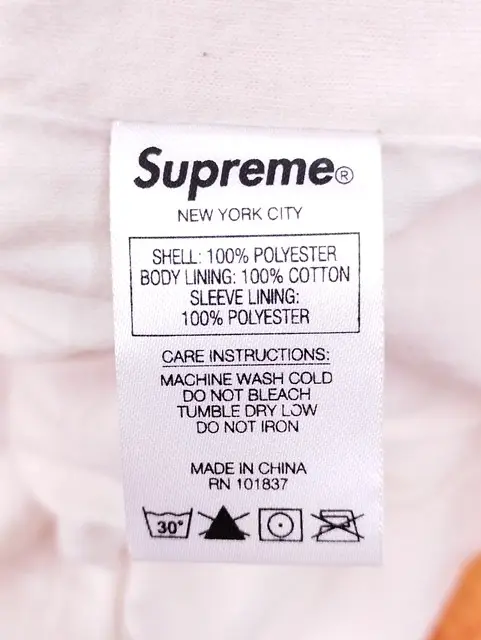 Supreme®
NEW YORK CITY
SHELL: 100% POLYESTER
BODY LINING: 100% COTTON
SLEEVE LINING:
100% POLYESTER
CARE INSTRUCTIONS:
MACHINE WASH COLD
DO NOT BLEACH
TUMBLE DRY LOW
DO NOT IRON
MADE IN CHINA
RN 101837
30°